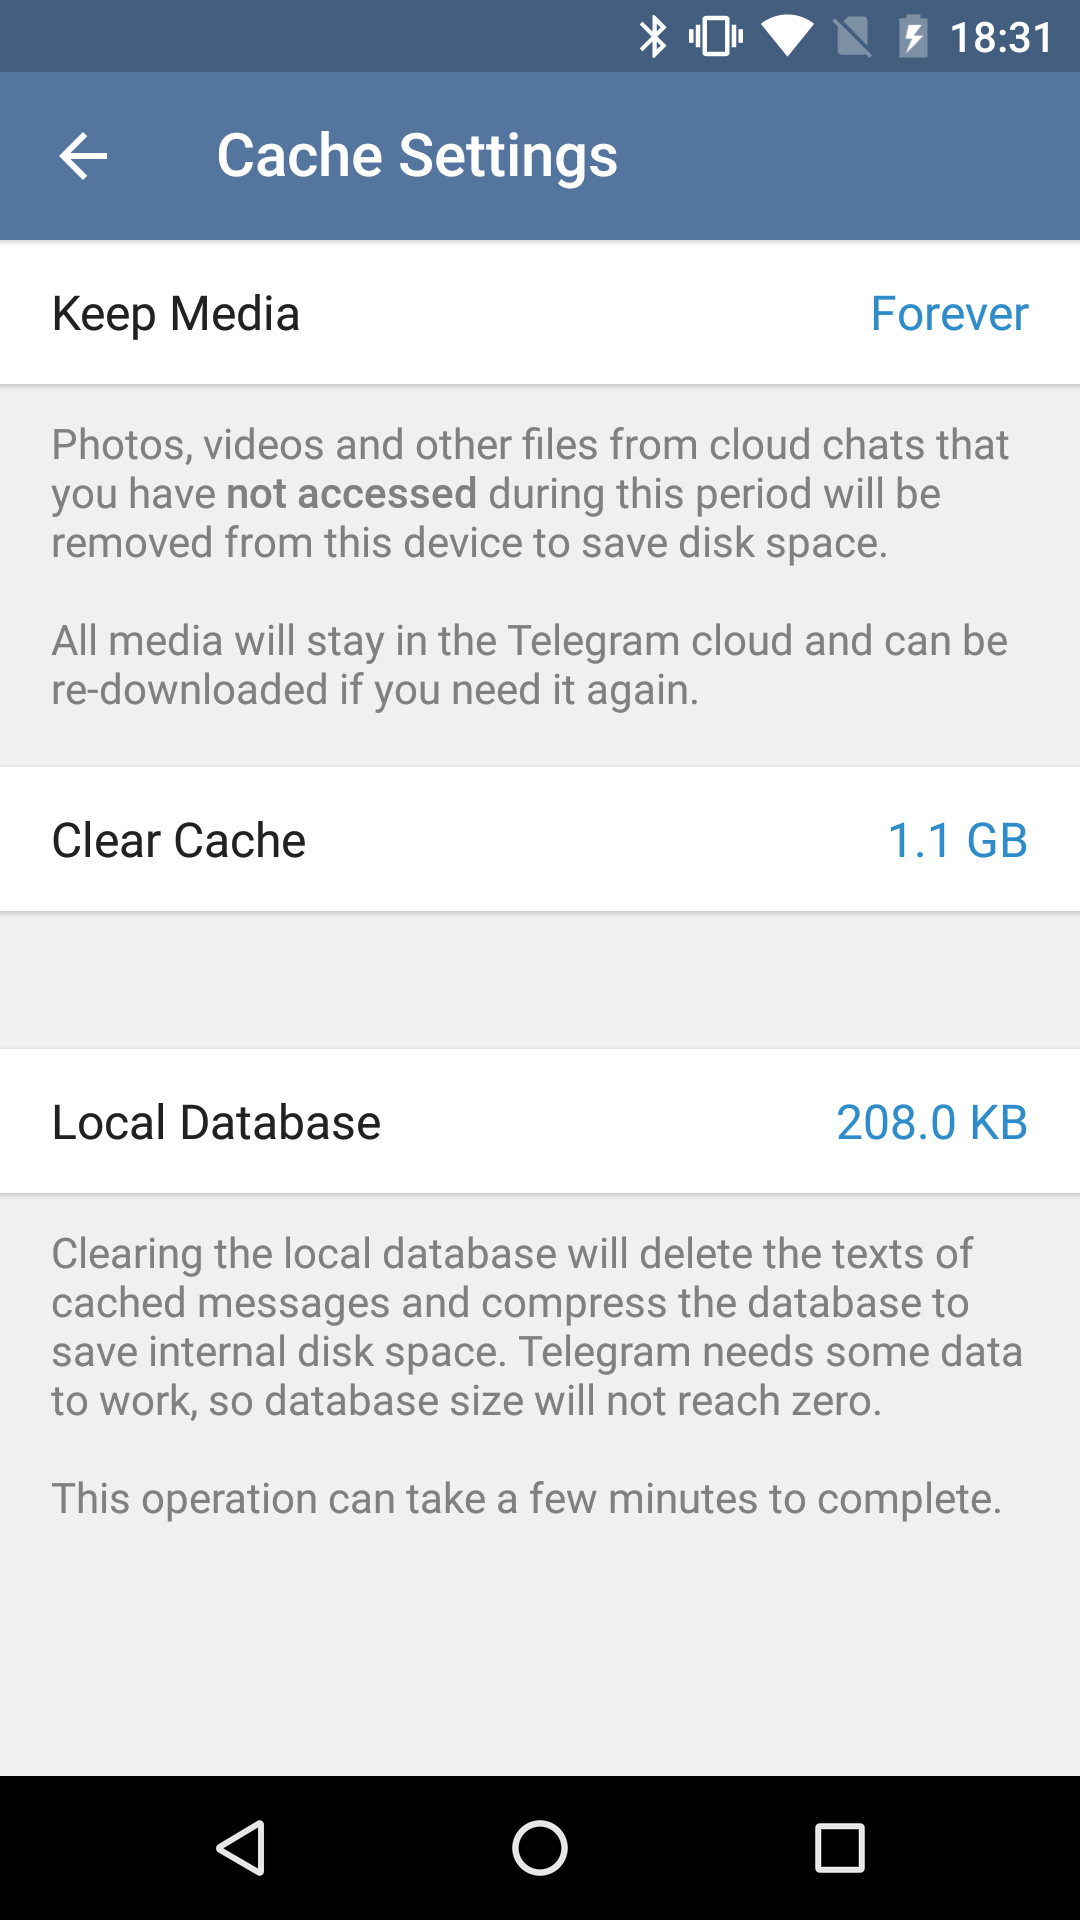 18:31
Cache Settings
Keep Media Forever
Photos, videos and other files from cloud chats that
you have not accessed during this period will be
removed from this device to save disk space.
All media will stay in the Telegram cloud and can be
re-downloaded if you need it again.
Clear Cache 1.1 GB
Local Database 208.0 KB
Clearing the local database will delete the texts of
cached messages and compress the database to
save internal disk space. Telegram needs some data
to work, so database size will not reach zero.
This operation can take a few minutes to complete.